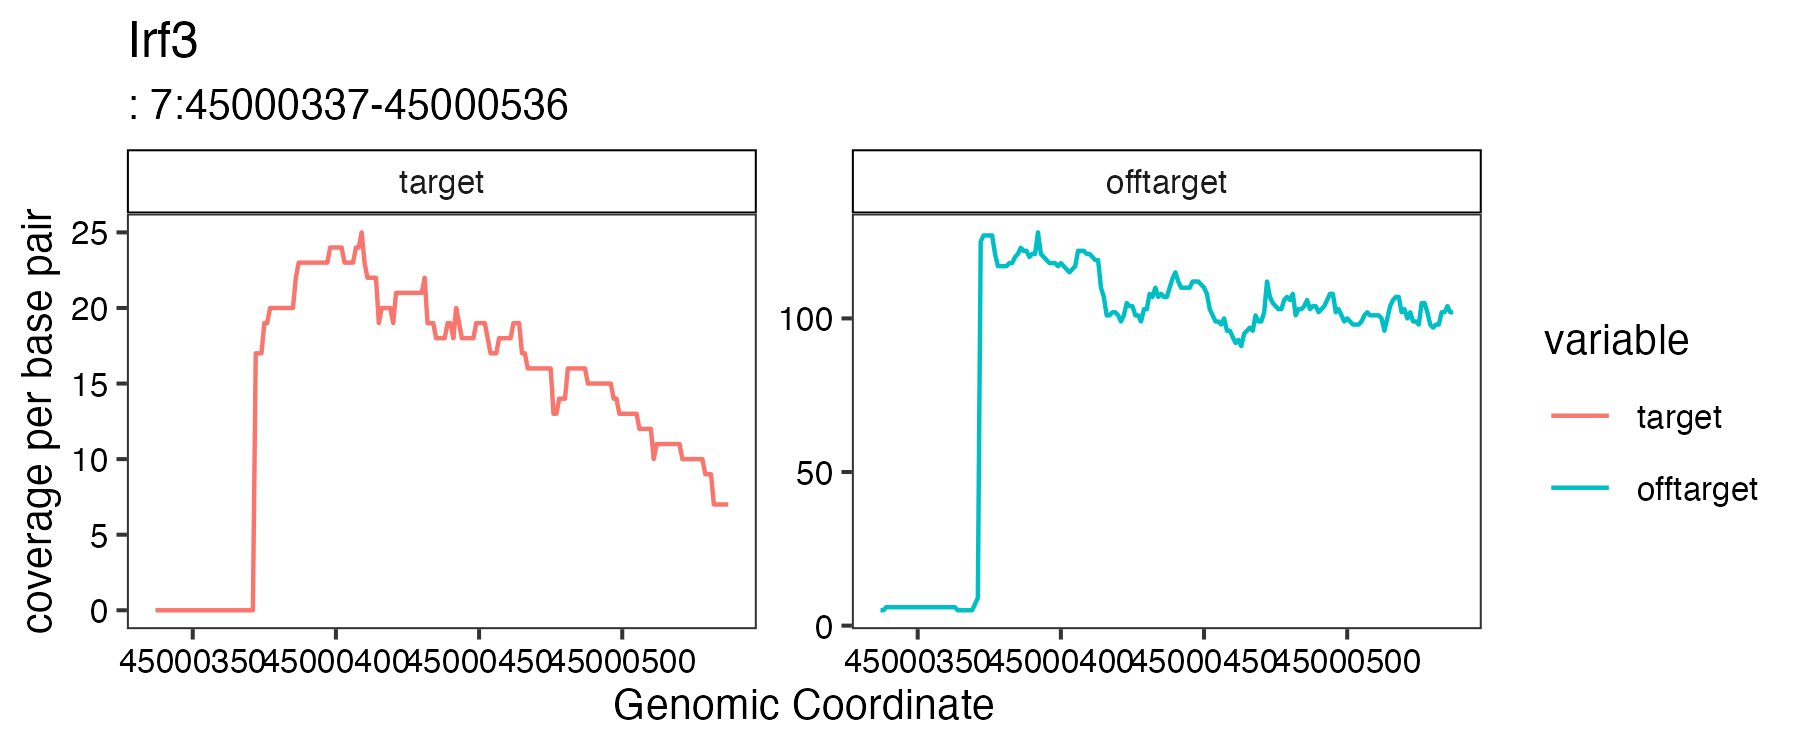 Irf3
: 7:45000337-45000536
target
offtarget
coverage per base pair
25
20
15
10
5
0
100
50
0
45000350 45000400 45000450 45000500
45000350 45000400 45000450 45000500
Genomic Coordinate
variable
target
offtarget